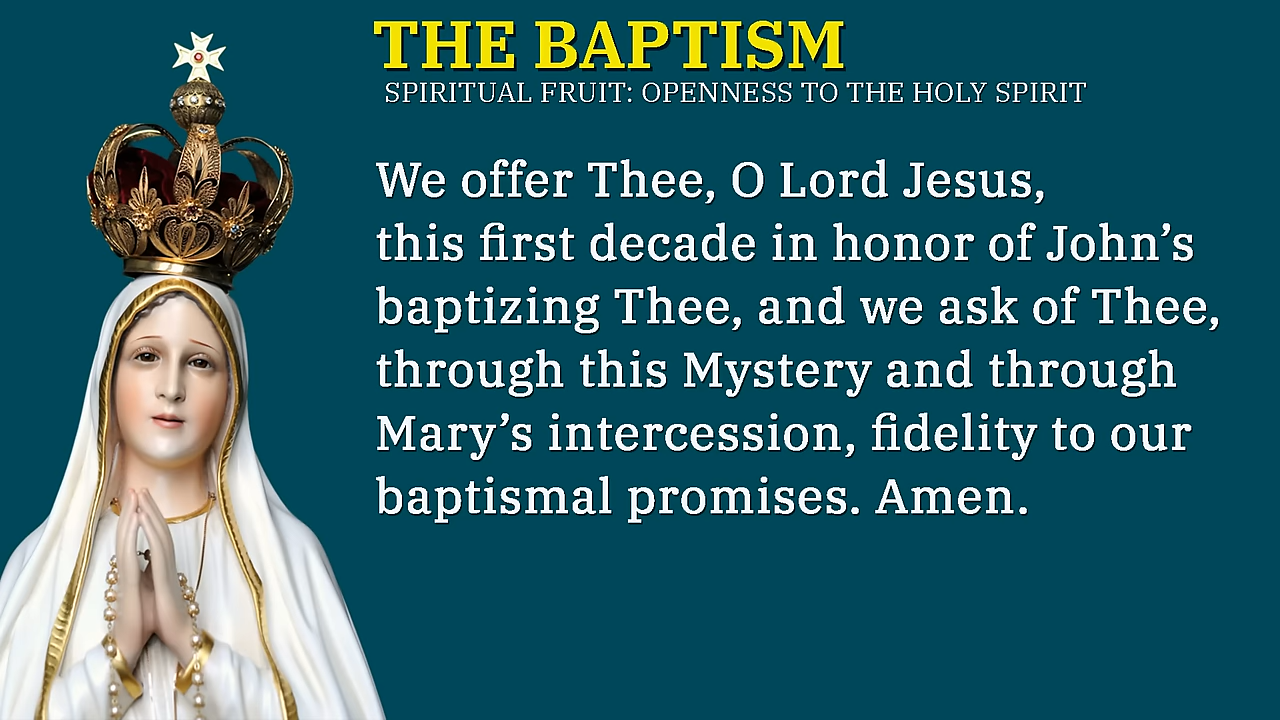 THE BAPTISM
SPIRITUAL FRUIT: OPENNESS TO THE HOLY SPIRIT
We offer Thee, O Lord Jesus,
this first decade in honor of John’s
baptizing Thee, and we ask of Thee,
through this Mystery and through
Mary’s intercession, fidelity to our
baptismal promises. Amen.